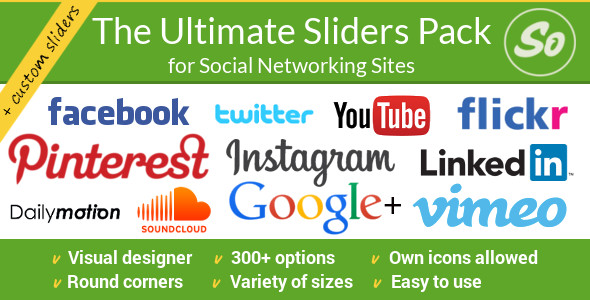 + custom sliders
The Ultimate Sliders Pack
for Social Networking Sites
So
facebook
twitter
YouTube
flickr
Pinterest
Instagram
LinkedIn™
Dailymotion
SOUNDCLOUD
Google+
vimeo
Visual designer
300+ options
Own icons allowed
Round corners
Variety of sizes
Easy to use